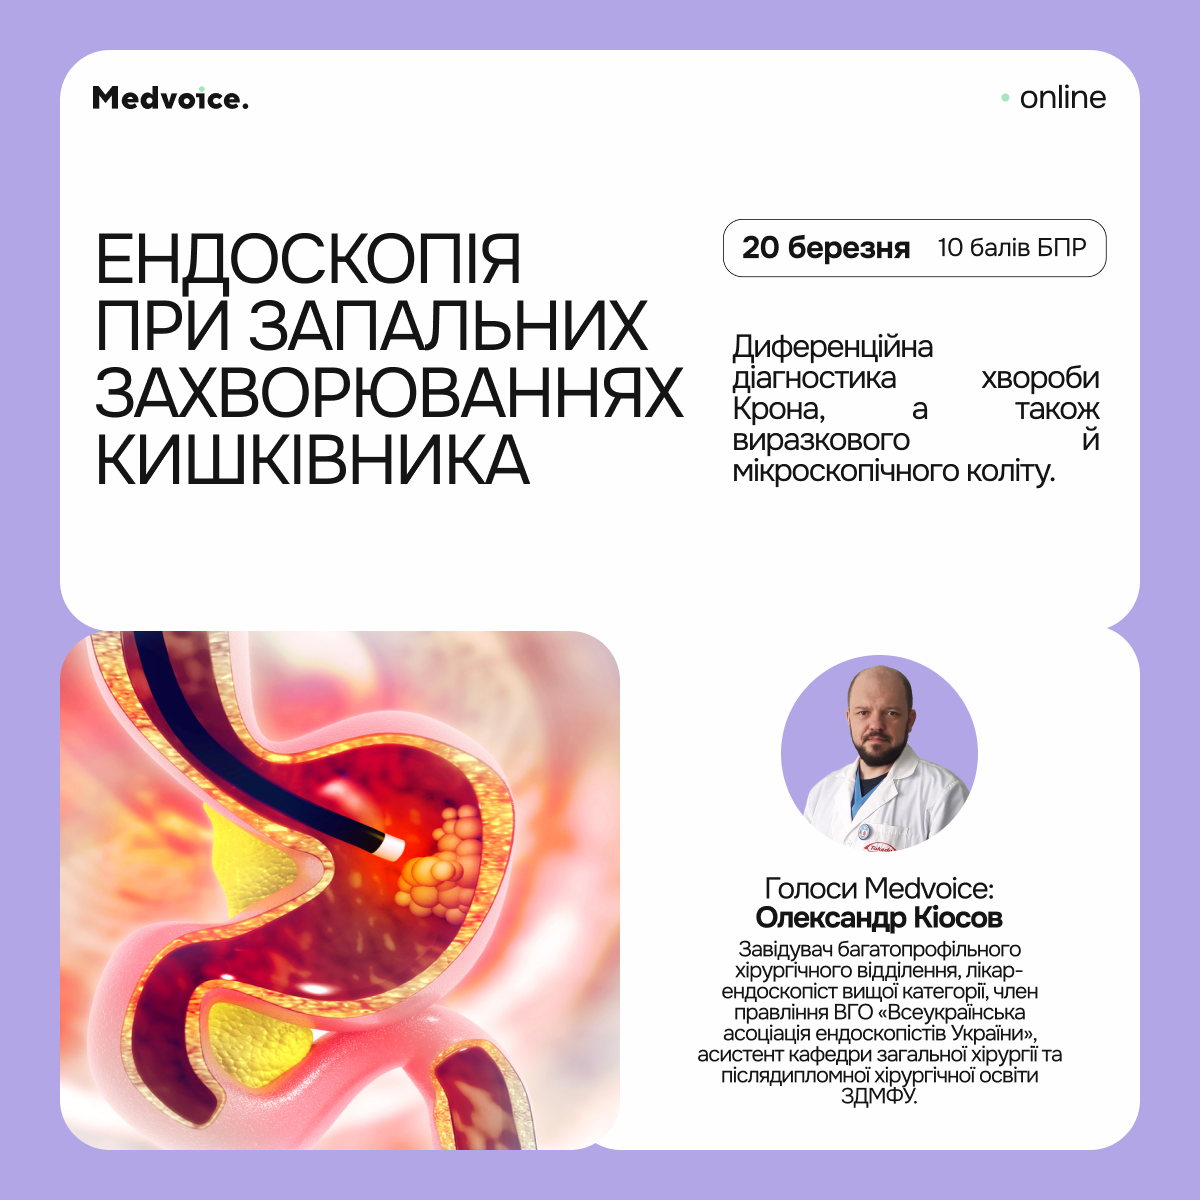 Medvoice.
online
ЕНДОСКОПІЯ
ПРИ ЗАПАЛЬНИХ
ЗАХВОРЮВАННЯХ
КИШКІВНИКА
20 березня 10 балів БПР
Диференційна
діагностика хвороби
Крона, а також
виразкового й
мікроскопічного коліту.
Takeda
Голоси Medvoice:
Олександр Кіосов
Завідувач багатопрофільного
хірургічного відділення, лікар-
ендоскопіст вищої категорії, член
правління ВГО «Всеукраїнська
асоціація ендоскопістів України»,
асистент кафедри загальної хірургії та
післядипломної хірургічної освіти
ЗДМФУ.